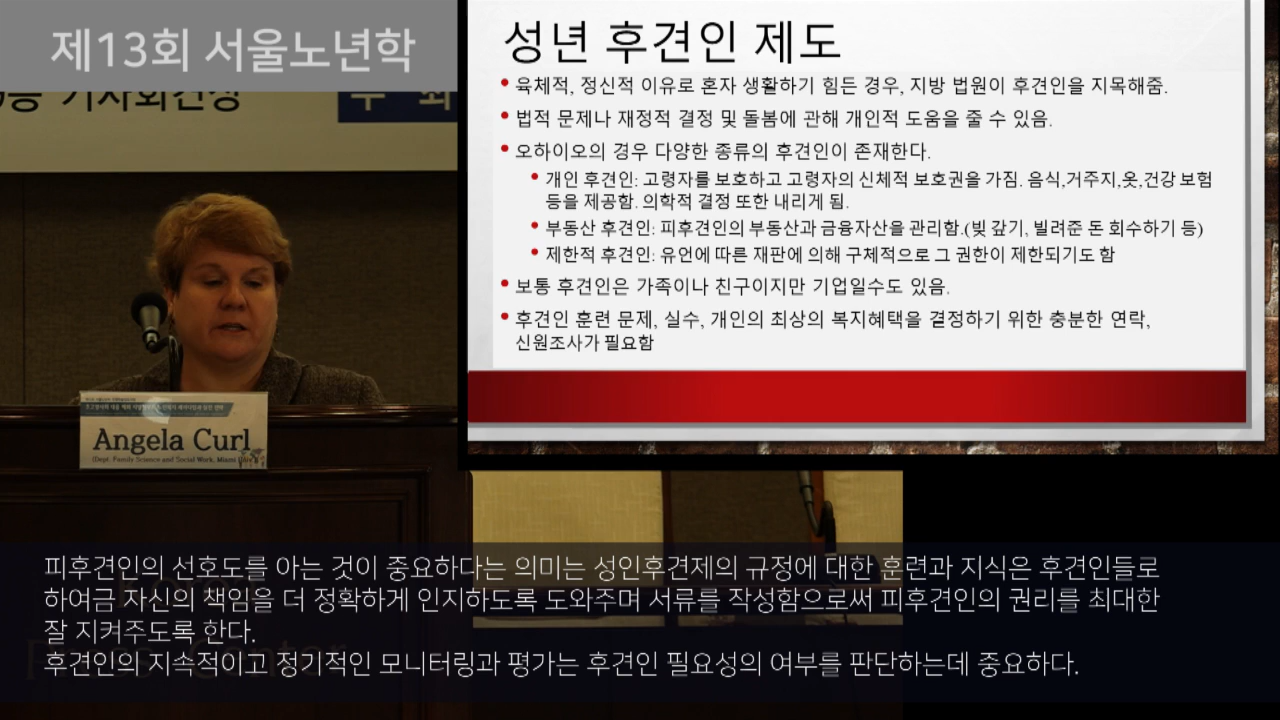 제13회 서울노년학
기자회견장
주 최
성년 후견인 제도
• 육체적, 정신적 이유로 혼자 생활하기 힘든 경우, 지방 법원이 후견인을 지목해줌.
• 법적 문제나 재정적 결정 및 돌봄에 관해 개인적 도움을 줄 수 있음.
• 오하이오의 경우 다양한 종류의 후견인이 존재한다.
• 개인 후견인: 고령자를 보호하고 고령자의 신체적 보호권을 가짐. 음식,거주지,옷,건강 보험
등을 제공함. 의학적 결정 또한 내리게 됨.
• 부동산 후견인: 피후견인의 부동산과 금융자산을 관리함.(빚 갚기, 빌려준 돈 회수하기 등)
• 제한적 후견인: 유언에 따른 재판에 의해 구체적으로 그 권한이 제한되기도 함
• 보통 후견인은 가족이나 친구이지만 기업일수도 있음.
• 후견인 훈련 문제, 실수, 개인의 최상의 복지혜택을 결정하기 위한 충분한 연락,
신원조사가 필요함
Angela Curl
(Dept. Family Science and Social Work, Miami Univ.)
피후견인의 선호도를 아는 것이 중요하다는 의미는 성인후견제의 규정에 대한 훈련과 지식은 후견인들로
하여금 자신의 책임을 더 정확하게 인지하도록 도와주며 서류를 작성함으로써 피후견인의 권리를 최대한
잘 지켜주도록 한다.
후견인의 지속적이고 정기적인 모니터링과 평가는 후견인 필요성의 여부를 판단하는데 중요하다.